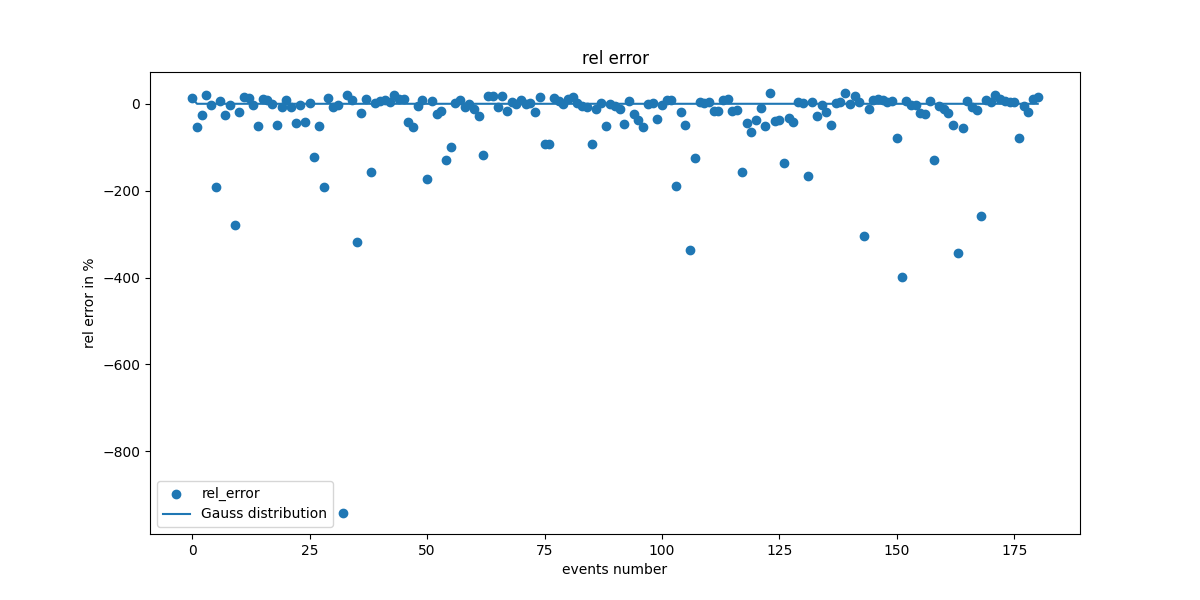 rel error
0
−200
−400
−600
−800
rel error in %
rel_error
Gauss distribution
0 25 50 75 100 125 150 175
events number